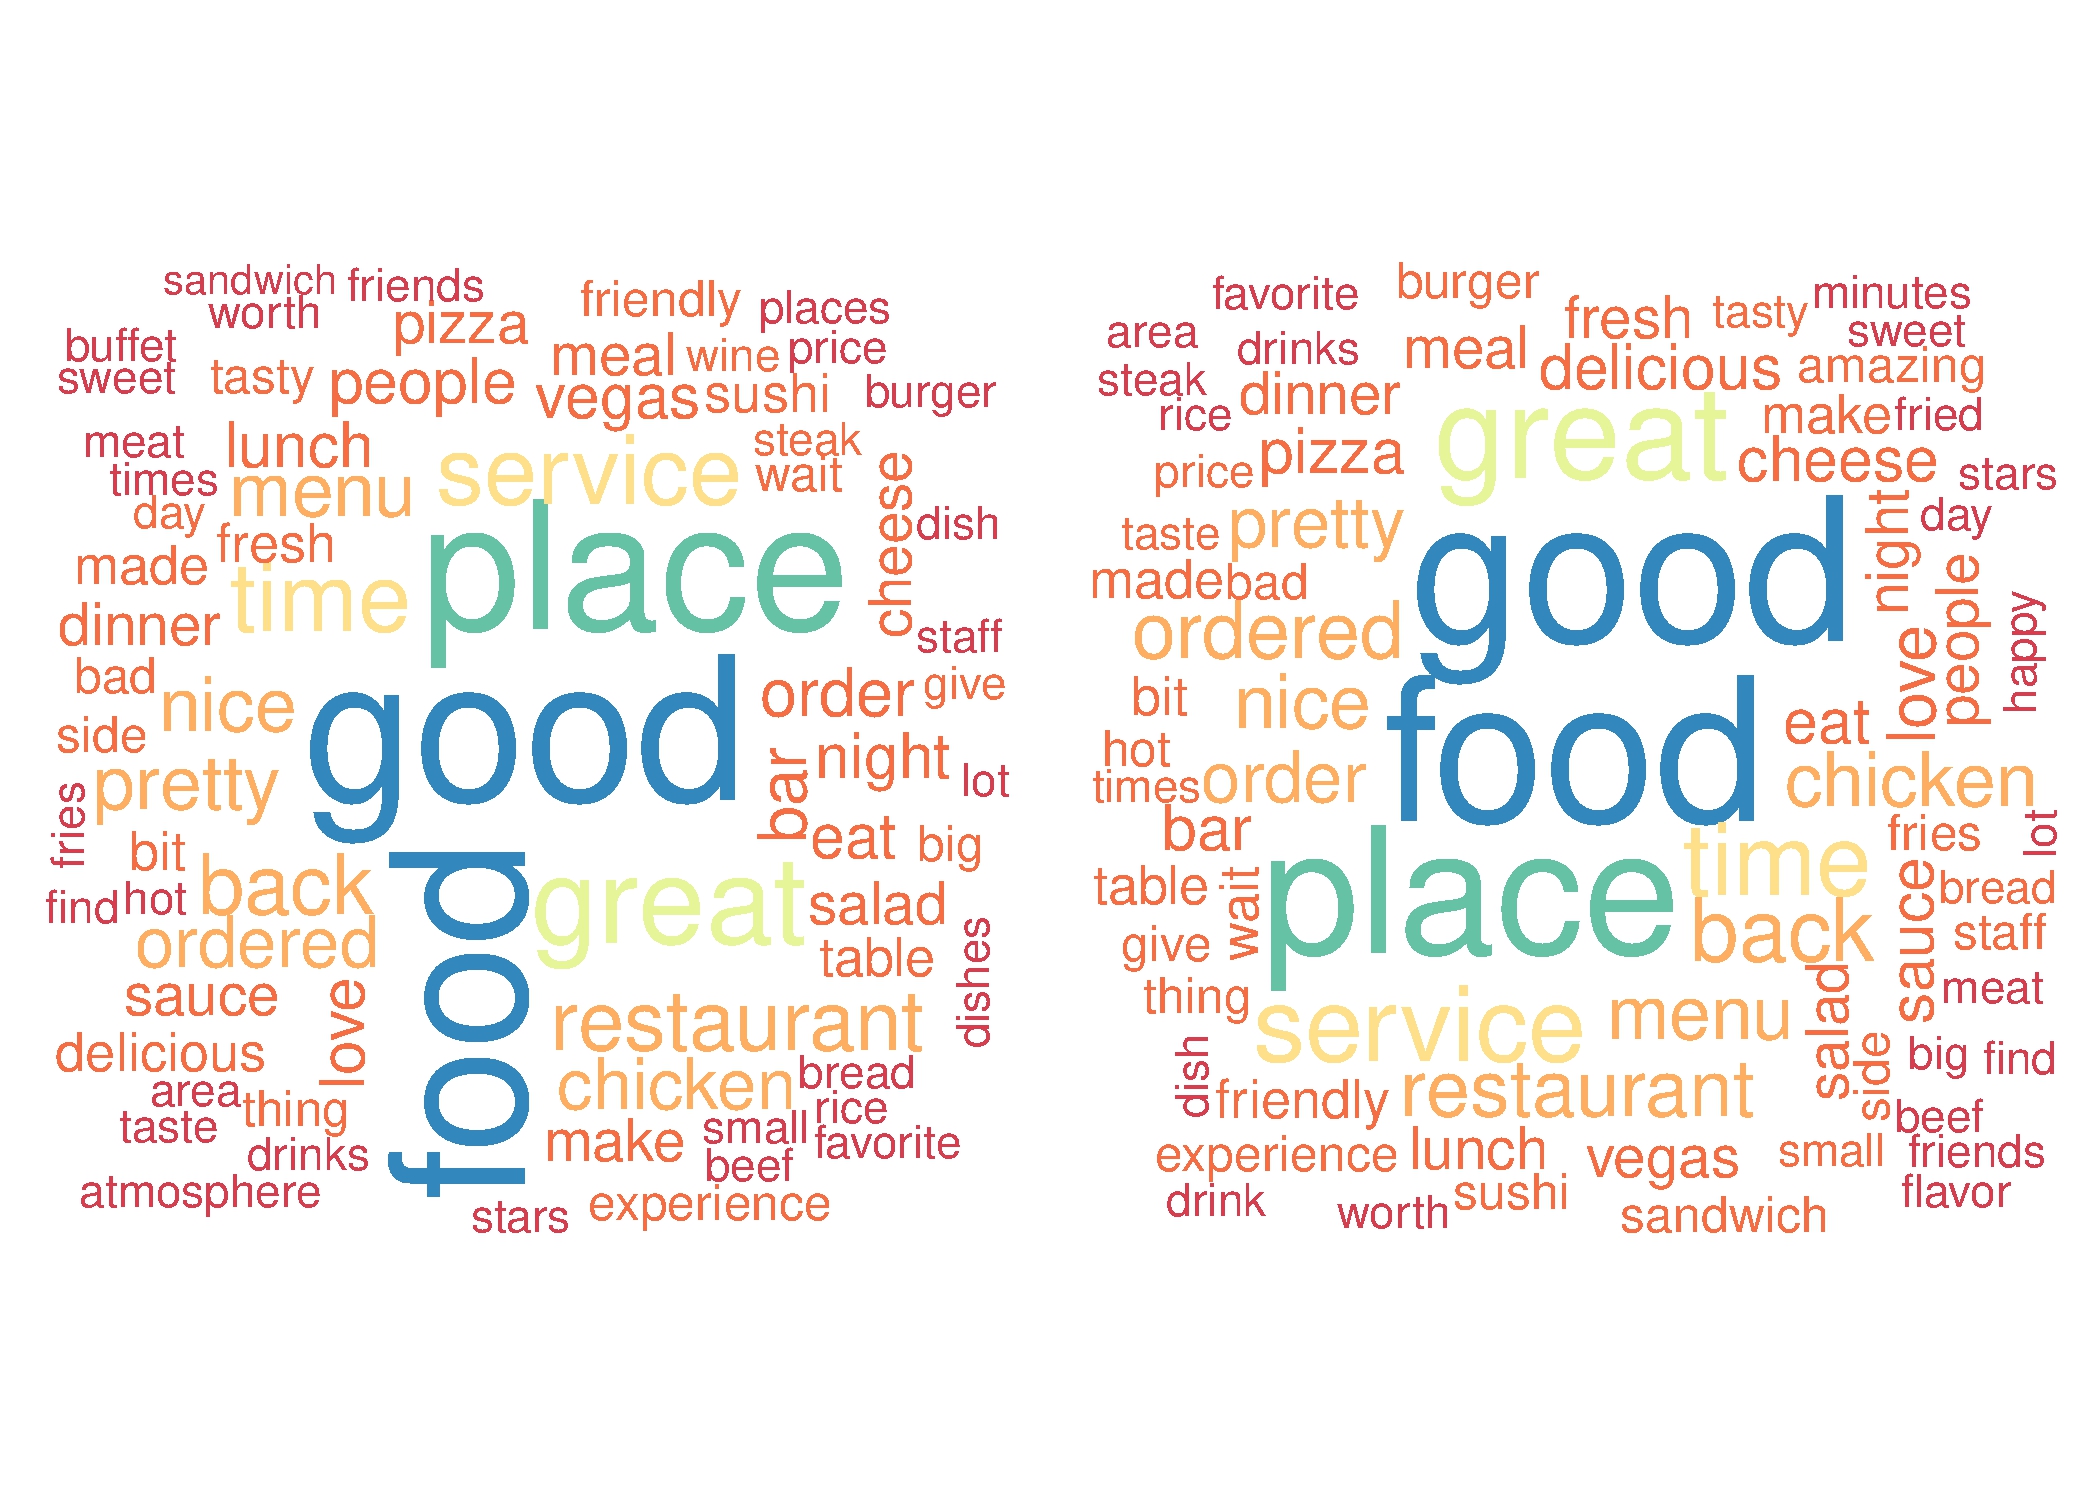 sandwich friends
worth
friendly places
pizza
buffet
sweet tasty people
meal wine price
vegas sushi burger
meat lunch
times menu
service
steak
wait
cheese
day fresh
dish
made time
place
dinner
staff
bad nice
good
order give
side pretty
bar night lot
fries bit
eat big
find hot back
food
great
salad
ordered
table
dishes
sauce love
restaurant
delicious
chicken bread
area thing
rice
taste
make small favorite
drinks
beef
atmosphere
stars experience
favorite burger minutes
area drinks
fresh tasty sweet
meal delicious amazing
steak dinner
rice
great
make fried
price pizza
cheese stars
taste pretty
good
night day
made bad
people
ordered
happy
bit nice
food
love
eat
hot
times order
chicken
bar
place
time fries lot
table wait
back sauce bread
give
staff
thing
service menu salad meat
dish
side big find
friendly restaurant
beef
experience lunch vegas small friends
drink worth sushi sandwich flavor